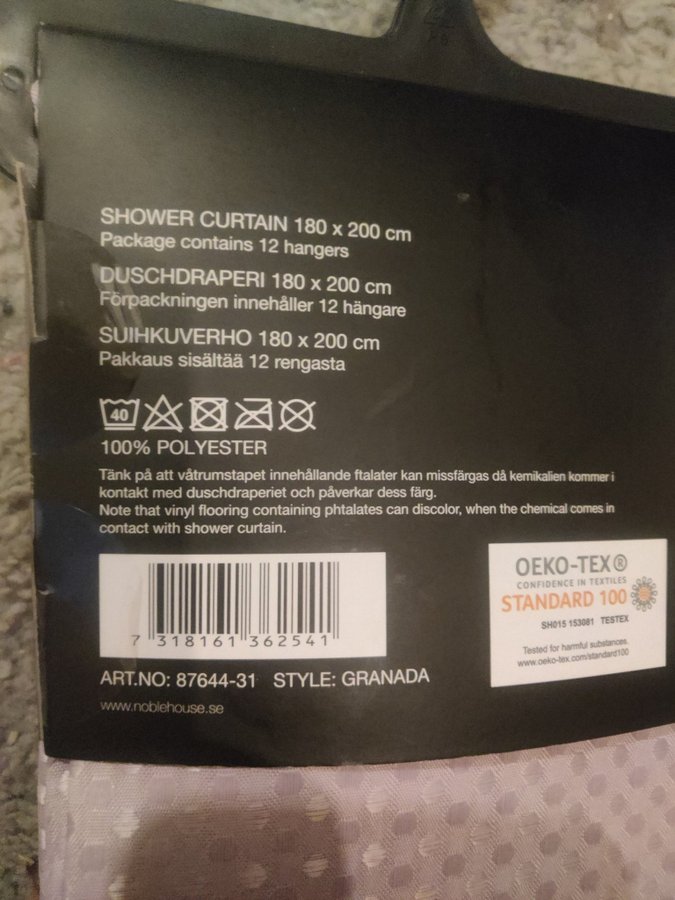 SHOWER CURTAIN 180 x 200 cm
Package contains 12 hangers
DUSCHDRAPERI 180 x 200 cm
Förpackningen innehåller 12 hängare
SUIHKUVERHO 180 x 200 cm
Pakkaus sisältää 12 rengasta
40
100% POLYESTER
Tänk på att våtrumstapet innehållande ftalater kan missfärgas då kemikalien kommer i
kontakt med duschdraperiet och påverkar dess färg.
Note that vinyl flooring containing phtalates can discolor, when the chemical comes in
contact with shower curtain.
7 318161 362541
OEKO-TEX®
CONFIDENCE IN TEXTILES
STANDARD 100
SH015 153081 TESTEX
Tested for harmful substances.
www.oeko-tex.com/standard100
ART.NO: 87644-31 STYLE: GRANADA
www.noblehouse.se